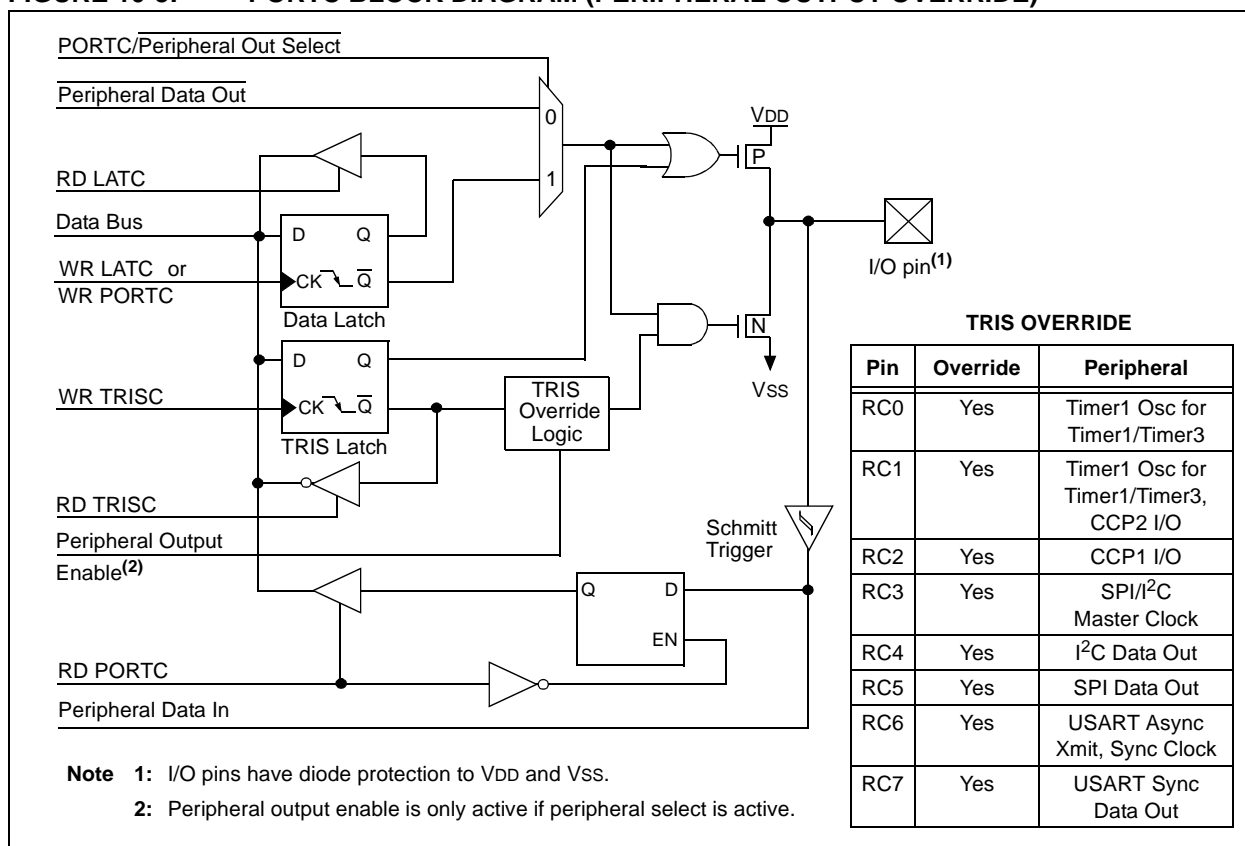 PORTC/Peripheral Out Select
Peripheral Data Out
0
VDD
P
RD LATC
1
Data Bus
D Q
WR LATC or
WR PORTC
CK Q
I/O pin(1)
Data Latch
N
TRIS OVERRIDE
D Q
Pin Override Peripheral
WR TRISC
CK Q
TRIS
Override
Logic
VSS
TRIS Latch
RC0 Yes Timer1 Osc for
Timer1/Timer3
RC1 Yes Timer1 Osc for
Timer1/Timer3,
CCP2 I/O
RD TRISC
Schmitt
Trigger
Peripheral Output
Enable(2)
RC2 Yes CCP1 I/O
Q D
EN
RC3 Yes SPI/I2C
Master Clock
RD PORTC
RC4 Yes I2C Data Out
RC5 Yes SPI Data Out
Peripheral Data In
RC6 Yes USART Async
Xmit, Sync Clock
RC7 Yes USART Sync
Data Out
Note 1: I/O pins have diode protection to VDD and VSS.
2: Peripheral output enable is only active if peripheral select is active.